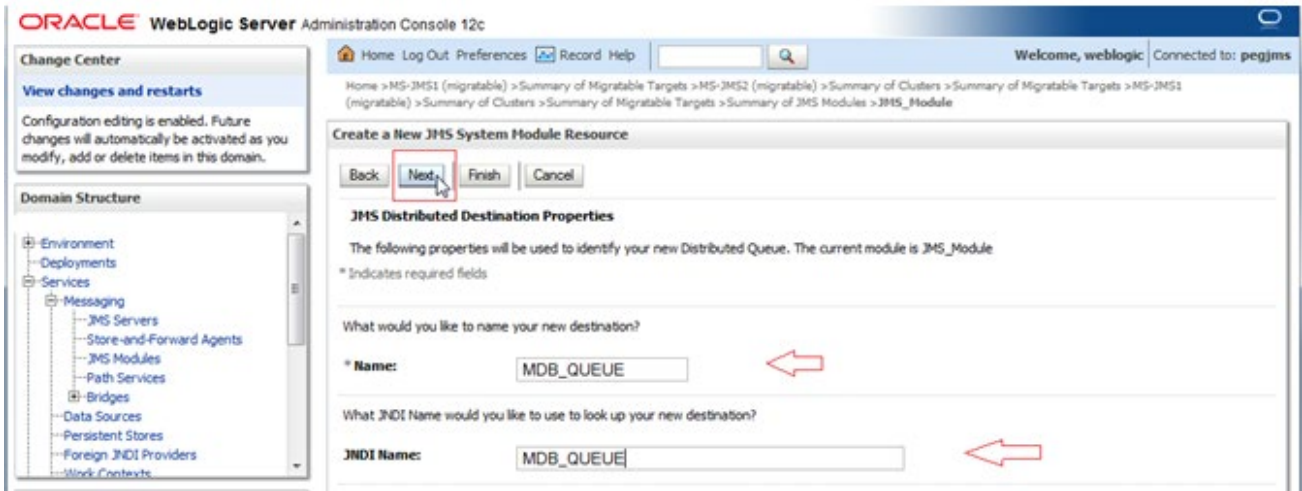 ORACLE WebLogic Server Administration Console 12c
Change Center
View changes and restarts
Configuration editing is enabled. Future
changes will automatically be activated as you
modify, add or delete items in this domain.
Domain Structure
Environment
Deployments
Services
Messaging
JMS Servers
Store-and-Forward Agents
JMS Modules
Path Services
Bridges
Data Sources
Persistent Stores
Foreign JNDI Providers
Work Contexts
Home Log Out Preferences Record Help
Welcome, weblogic Connected to: pegjms
Home >MS-JMS1 (migratable) >Summary of Migratable Targets >MS-JMS2 (migratable) >Summary of Clusters >Summary of Migratable Targets >MS-JMS1
(migratable) >Summary of Clusters >Summary of Migratable Targets >Summary of JMS Modules >JMS_Module
Create a New JMS System Module Resource
Back Next Finish Cancel
JMS Distributed Destination Properties
The following properties will be used to identify your new Distributed Queue. The current module is JMS_Module
* Indicates required fields
What would you like to name your new destination?
* Name: MDB_QUEUE
What JNDI Name would you like to use to look up your new destination?
JNDI Name: MDB_QUEUE